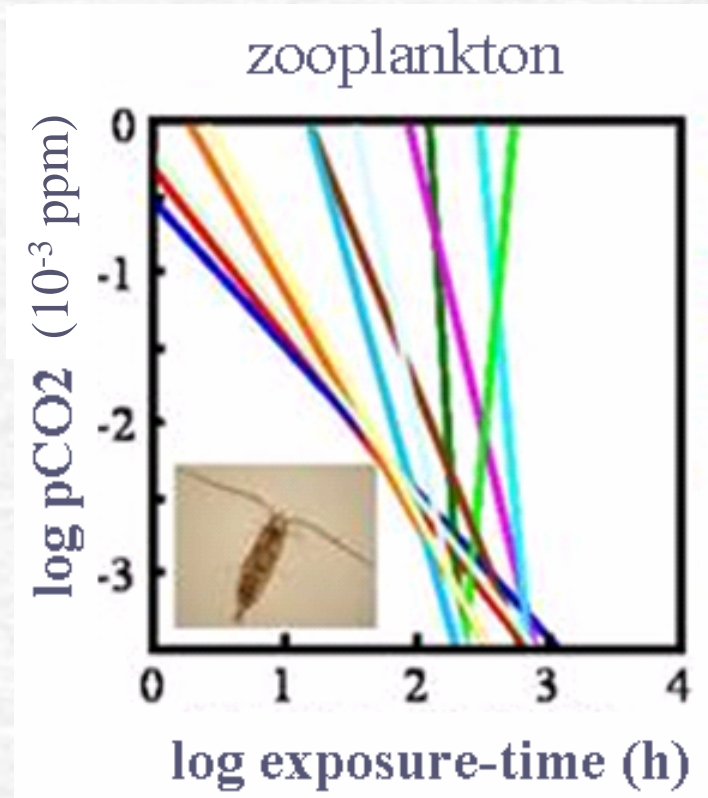 zooplankton
log pCO2 (10⁻³ ppm)
0
-1
-2
-3
0 1 2 3 4
log exposure-time (h)